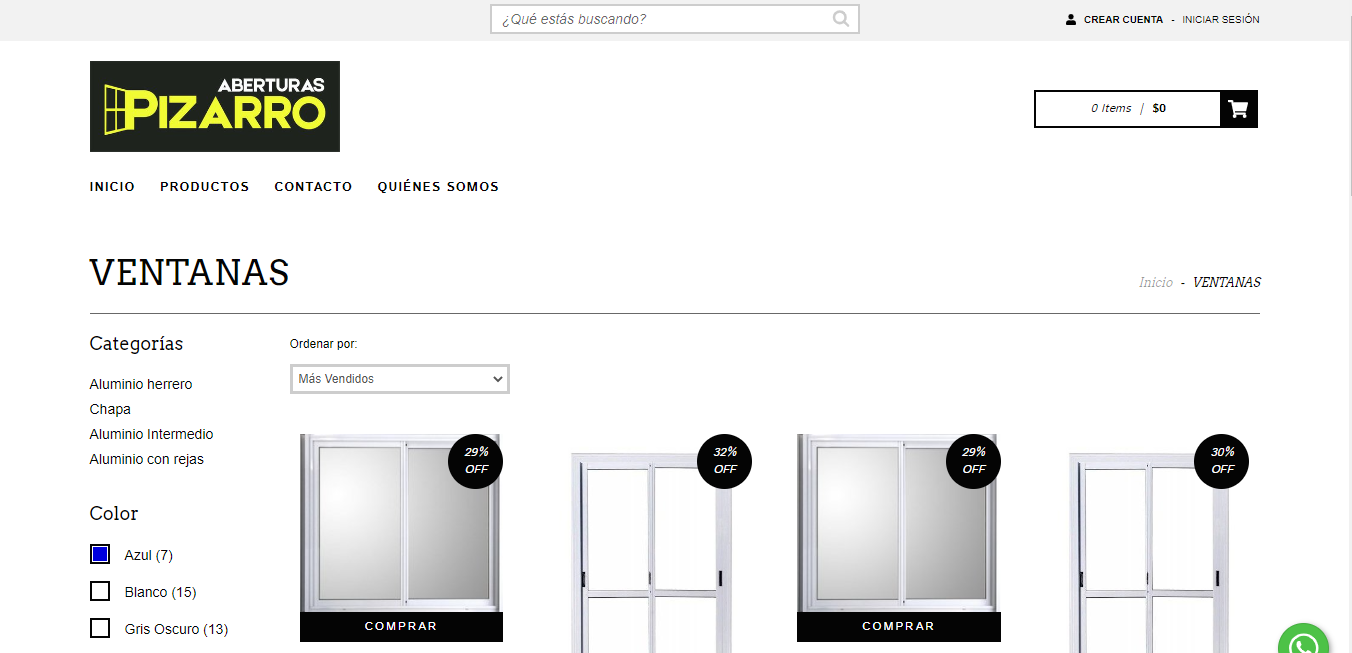 ¿Qué estás buscando?
CREAR CUENTA - INICIAR SESIÓN
ABERTURAS
PIZARRO
0 Items / $0
INICIO PRODUCTOS CONTACTO QUIÉNES SOMOS
VENTANAS
Inicio - VENTANAS
Categorías
Aluminio herrero
Chapa
Aluminio Intermedio
Aluminio con rejas
Color
Azul (7)
Blanco (15)
Gris Oscuro (13)
Ordenar por:
Más Vendidos
29%
OFF
COMPRAR
32%
OFF
29%
OFF
COMPRAR
30%
OFF